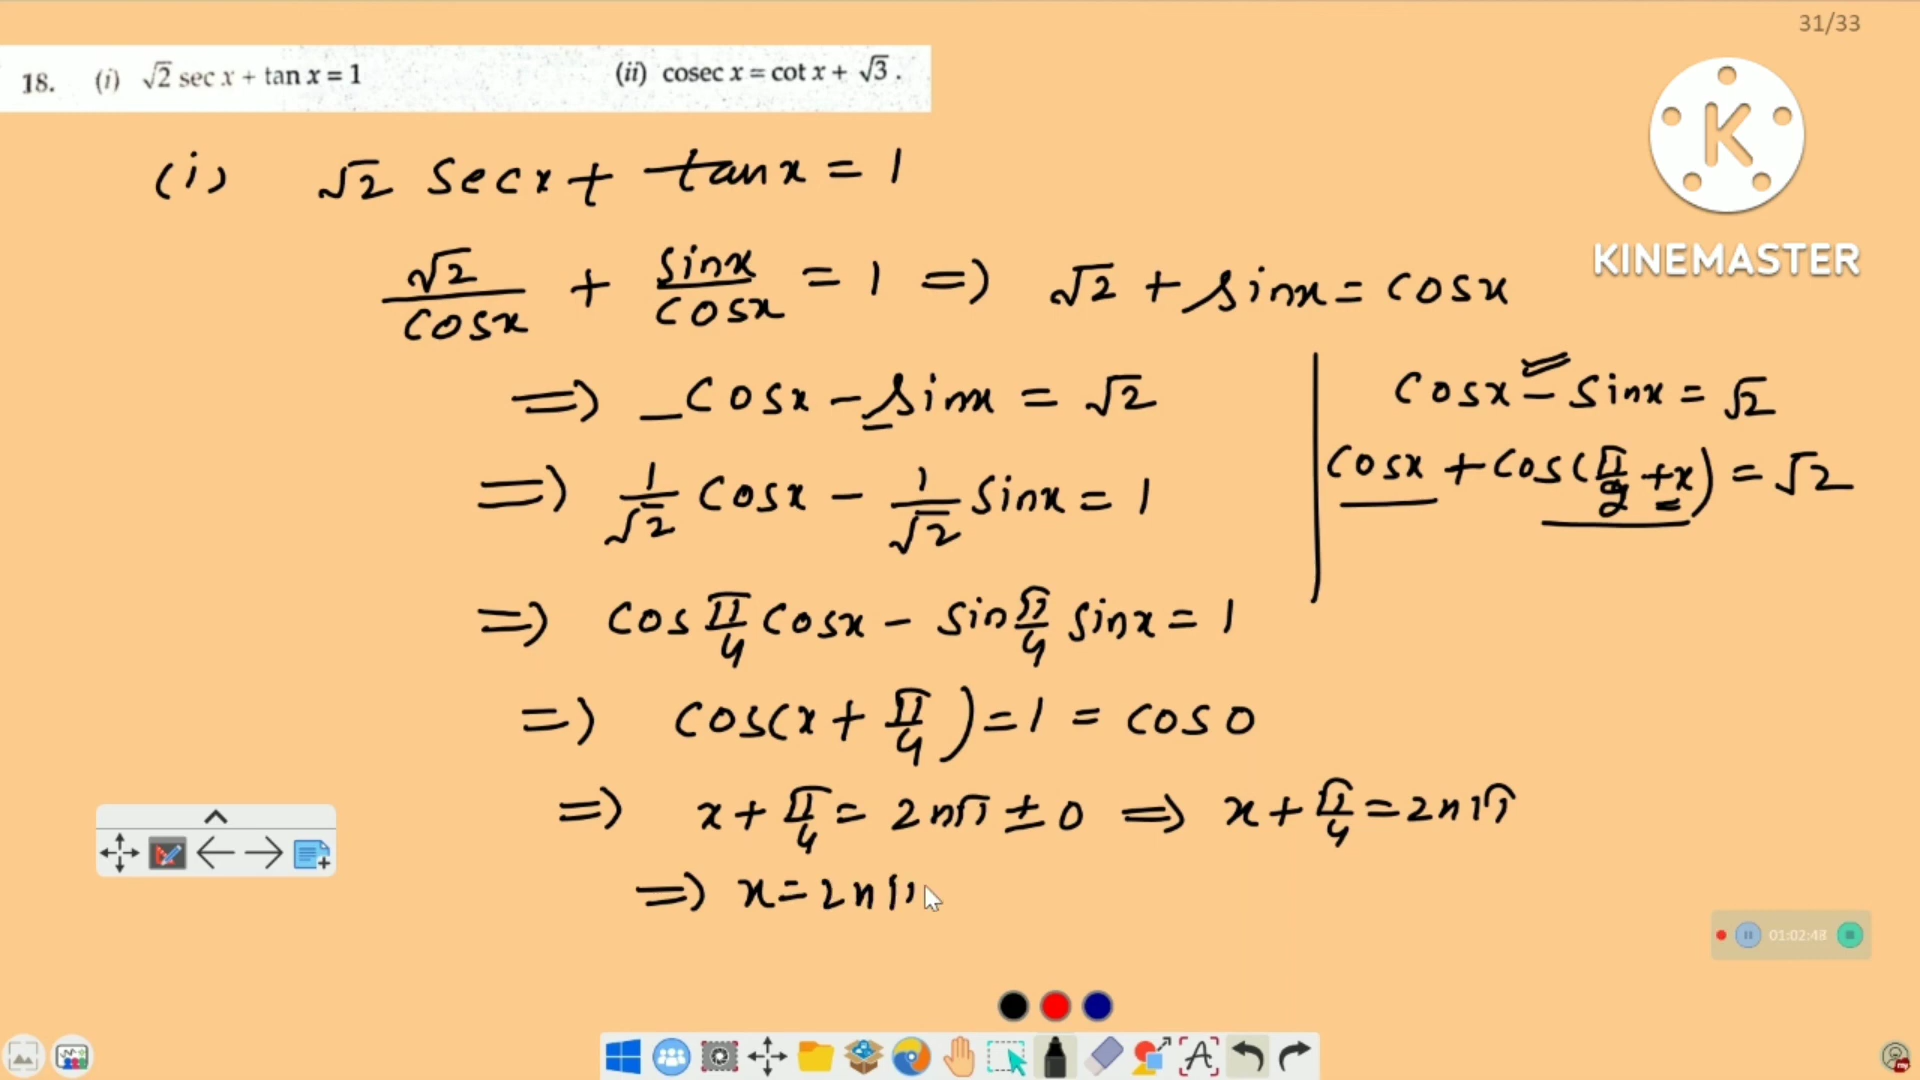 31/33
18. (i) √2 sec x + tan x = 1 (ii) cosec x = cot x + √3 .
KINEMASTER
(i) √2 secx + tanx = 1
√2/cosx + sinx/cosx = 1 => √2 + sinx = cosx
=> cosx - sinx = √2
=> 1/√2 cosx - 1/√2 sinx = 1
=> cos π/4 cosx - sin π/4 sinx = 1
=> cos(x + π/4) = 1 = cos 0
=> x + π/4 = 2nπ ± 0 => x + π/4 = 2nπ
=> x = 2nπ
cosx - sinx = √2
cosx + cos(π/2 + x) = √2
01:02:48